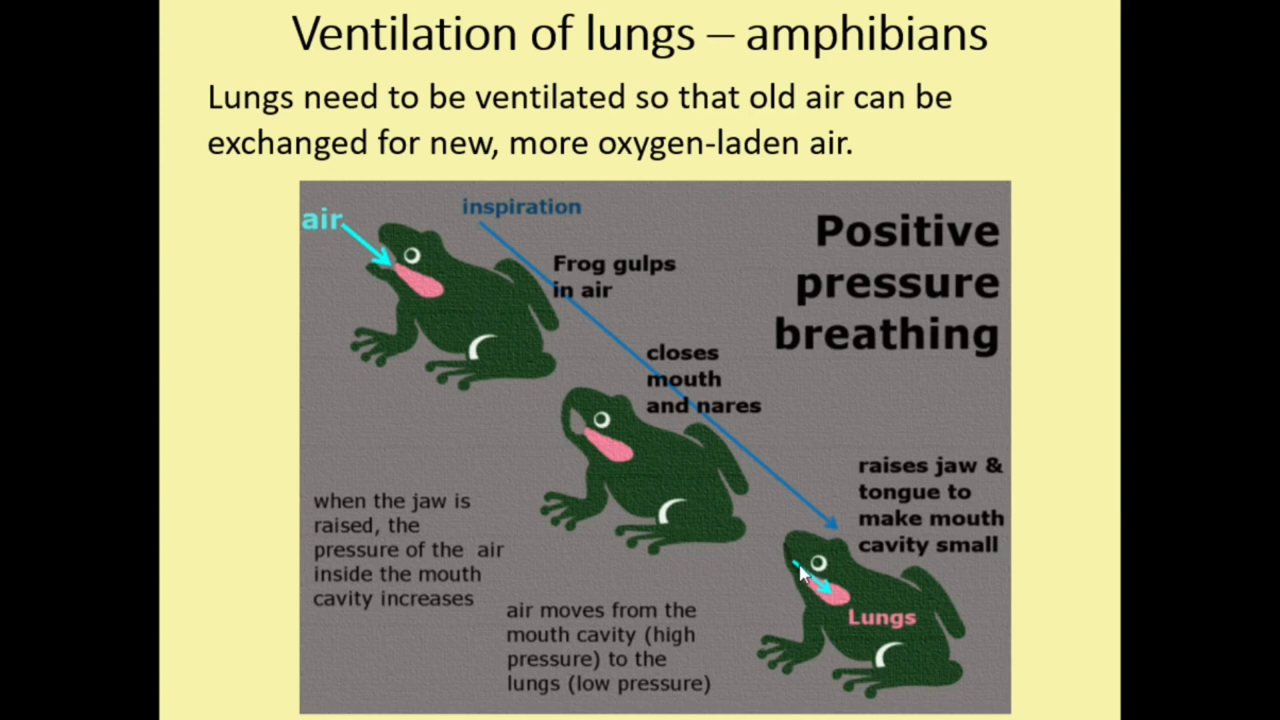 Ventilation of lungs – amphibians
Lungs need to be ventilated so that old air can be
exchanged for new, more oxygen-laden air.
air
inspiration
Positive
pressure
breathing
Frog gulps
in air
closes
mouth
and nares
raises jaw &
tongue to
make mouth
cavity small
when the jaw is
raised, the
pressure of the  air
inside the mouth
cavity increases
air moves from the
mouth cavity (high
pressure) to the
lungs (low pressure)
Lungs